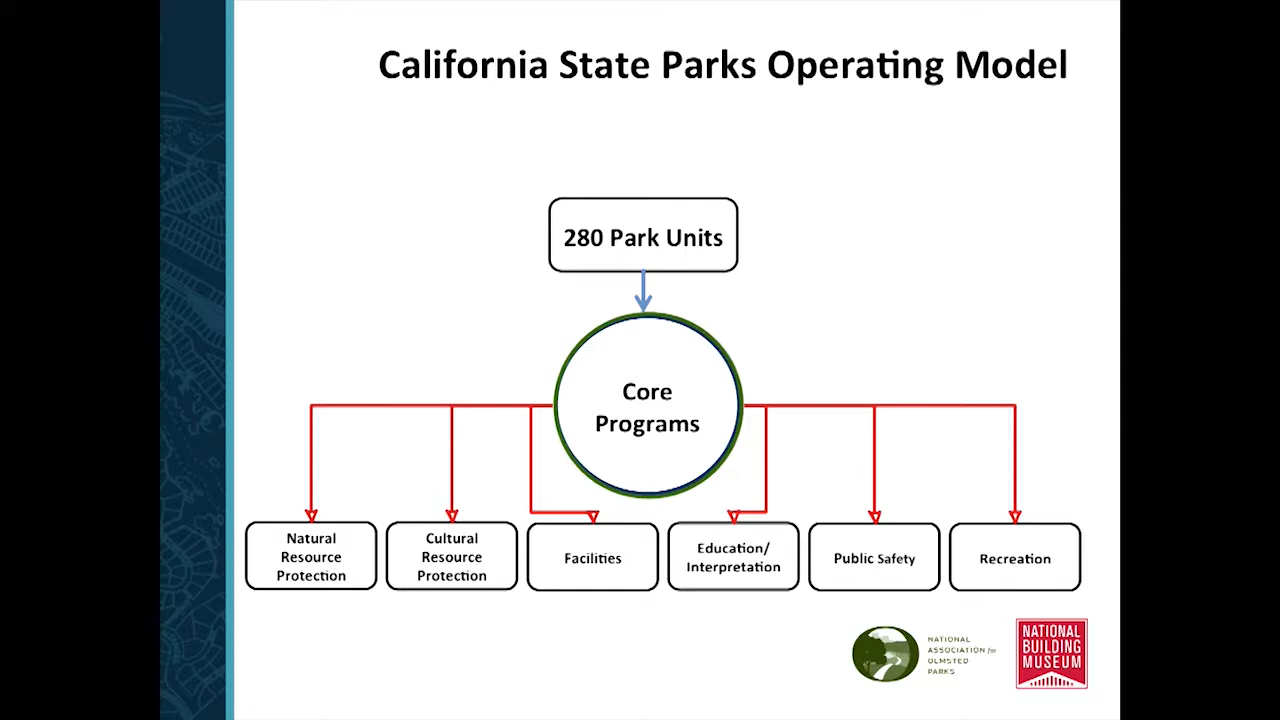 California State Parks Operating Model
280 Park Units
Core
Programs
Natural
Resource
Protection
Cultural
Resource
Protection
Facilities
Education/
Interpretation
Public Safety
Recreation
NATIONAL
ASSOCIATION for
OLMSTED
PARKS
NATIONAL
BUILDING
MUSEUM